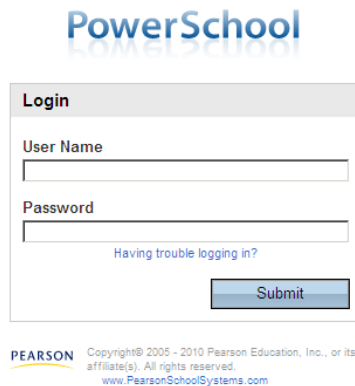 PowerSchool
Login
User Name
Password
Having trouble logging in?
Submit
PEARSON
Copyright© 2005 - 2010 Pearson Education, Inc., or its
affiliate(s). All rights reserved.
www.PearsonSchoolSystems.com